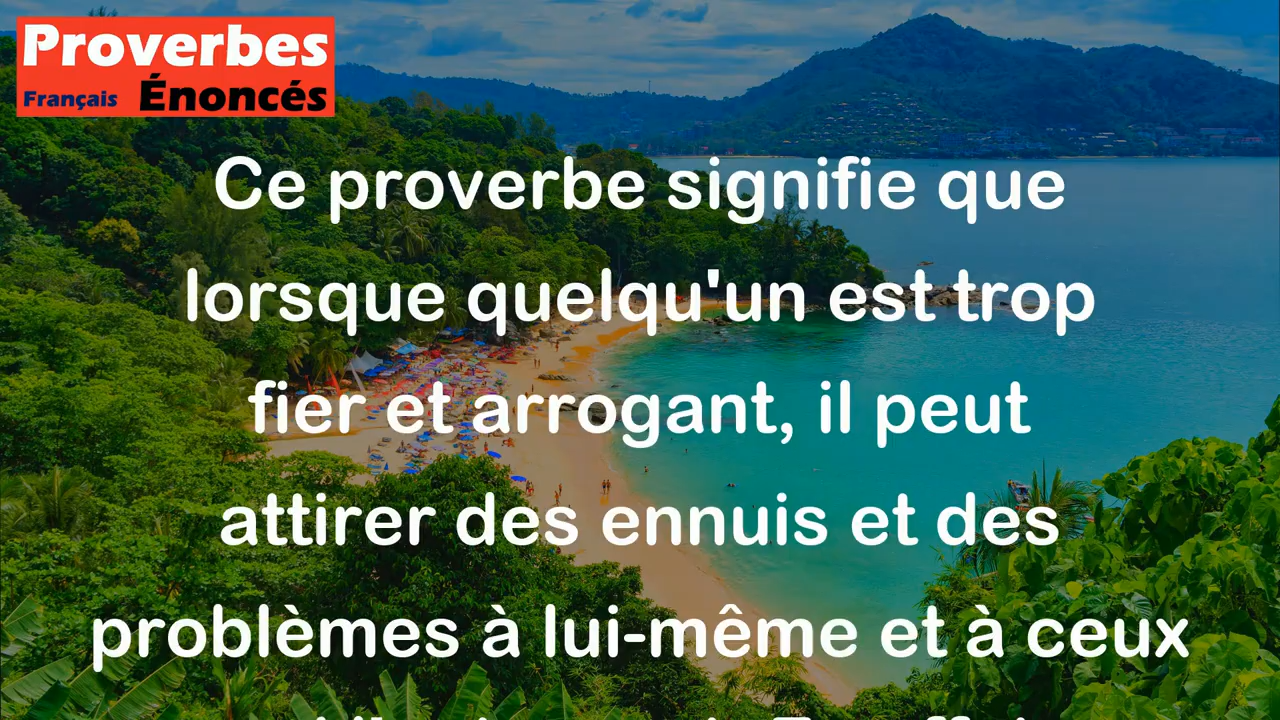 Proverbes
Français Énoncés
Ce proverbe signifie que
lorsque quelqu'un est trop
fier et arrogant, il peut
attirer des ennuis et des
problèmes à lui-même et à ceux